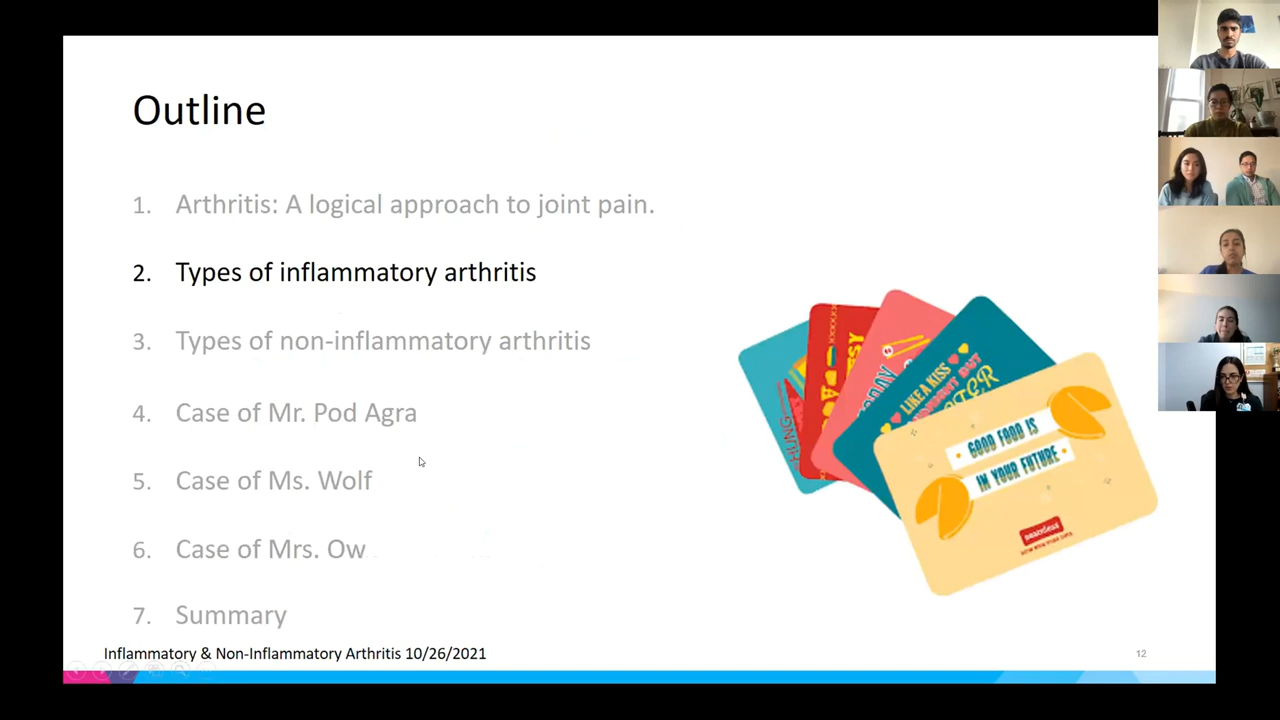 Outline
1. Arthritis: A logical approach to joint pain.
2. Types of inflammatory arthritis
3. Types of non-inflammatory arthritis
4. Case of Mr. Pod Agra
5. Case of Ms. Wolf
6. Case of Mrs. Ow
7. Summary
LIKE A KISS
GOOD FOOD IS
IN YOUR FUTURE
seamless
Inflammatory & Non-Inflammatory Arthritis 10/26/2021
12